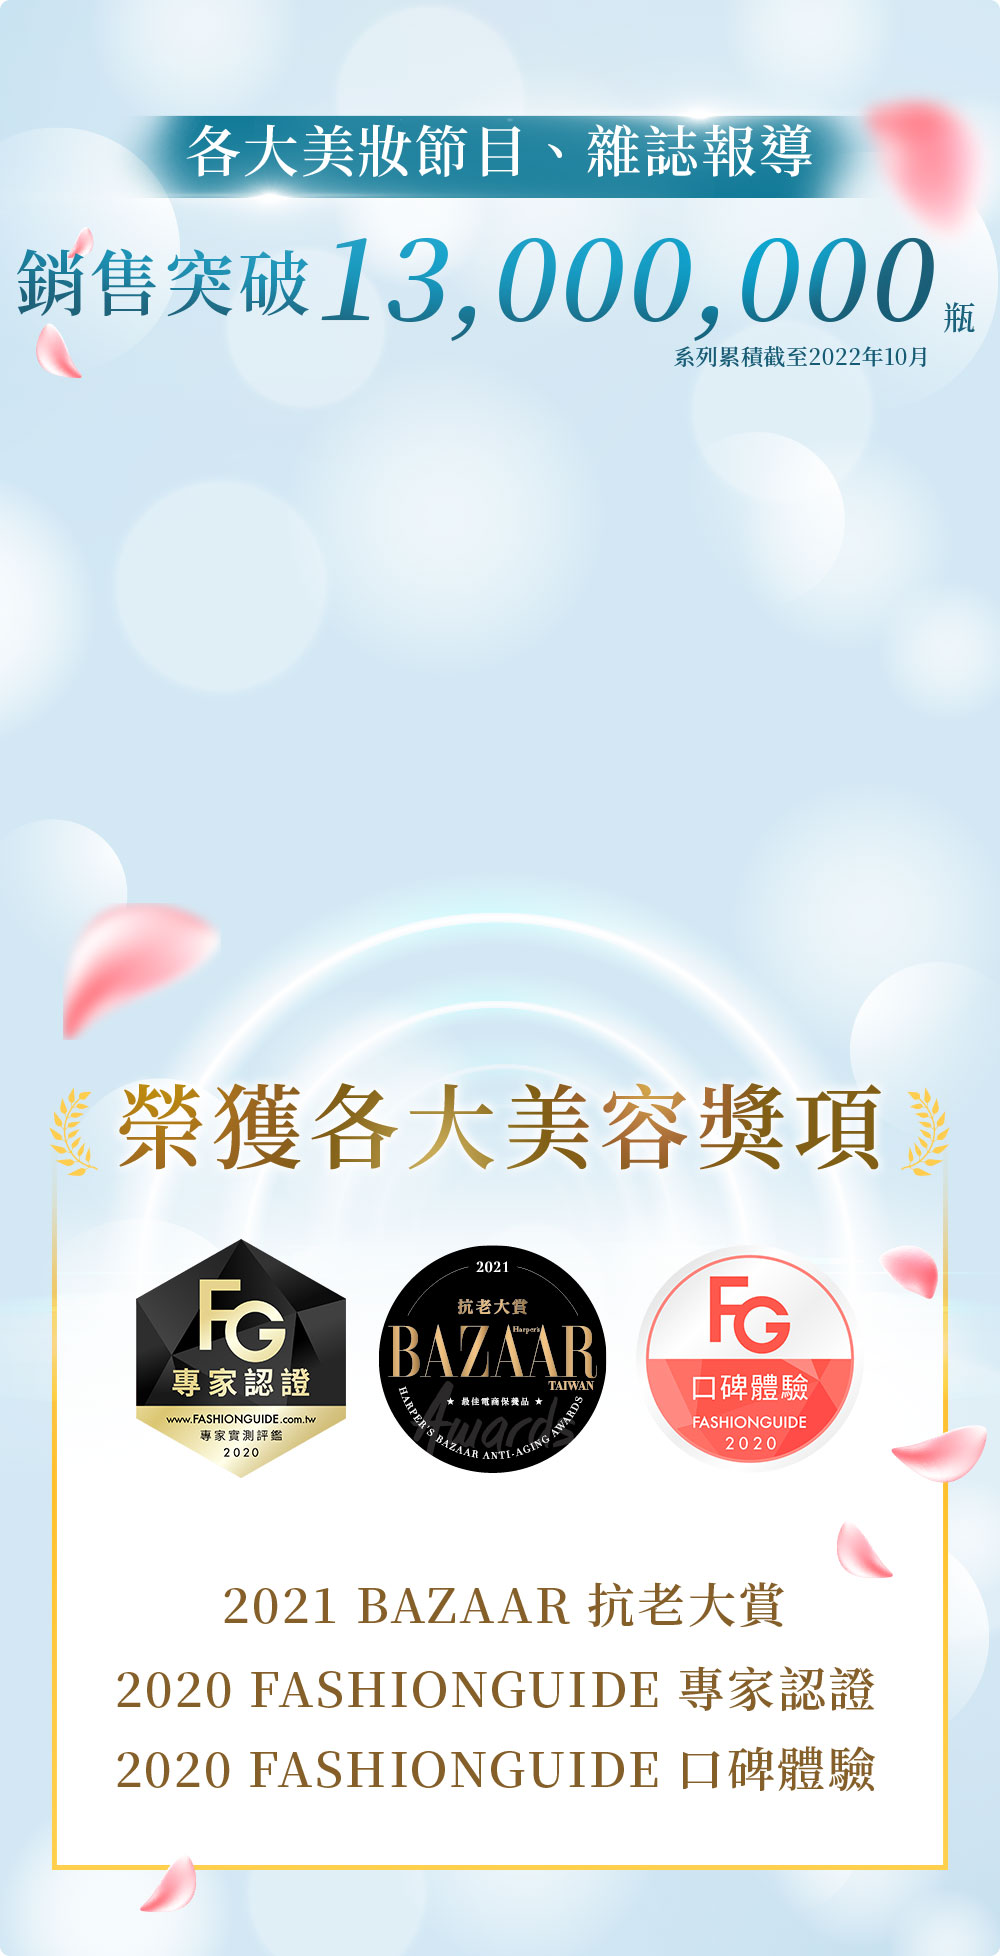 各大美妝節目、雜誌報導
銷售突破13,000,000瓶
系列累積截至2022年10月
榮獲各大美容獎項
FG
專家認證
www.FASHIONGUIDE.com.tw
專家實測評鑑
2020
2021
抗老大賞
Harper's
BAZAAR
TAIWAN
★ 最佳電商保養品 ★
Awards
HARPER'S BAZAAR ANTI-AGING AWARDS
FG
口碑體驗
FASHIONGUIDE
2020
2021 BAZAAR 抗老大賞
2020 FASHIONGUIDE 專家認證
2020 FASHIONGUIDE 口碑體驗